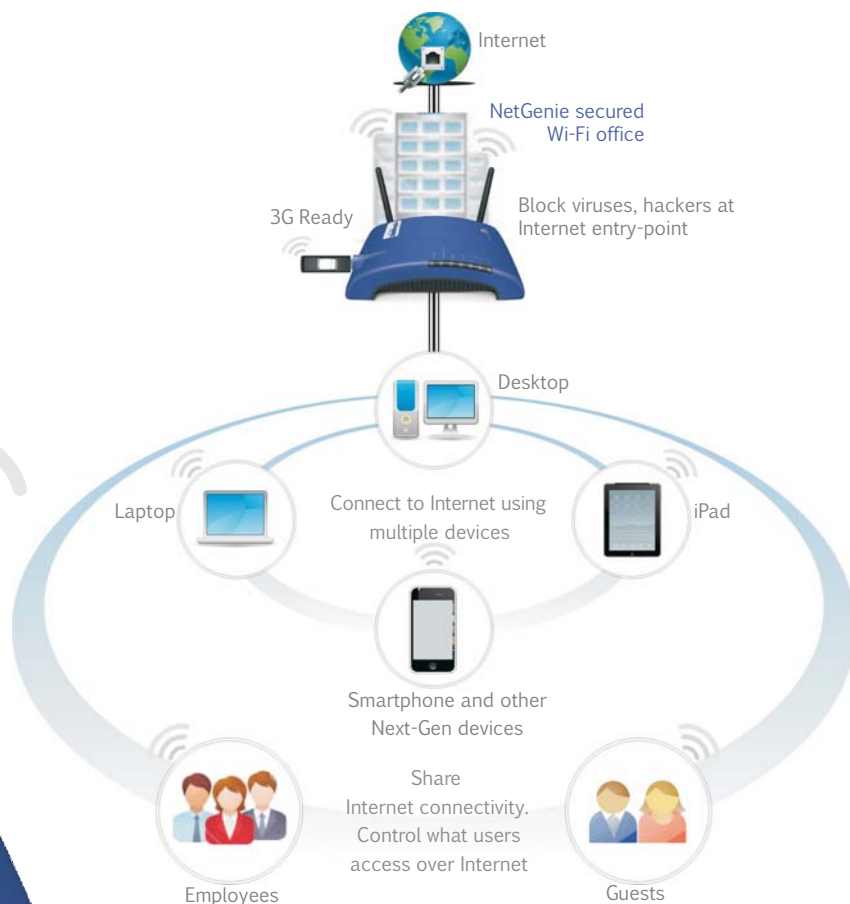 Internet
NetGenie secured
Wi-Fi office
3G Ready
Block viruses, hackers at
Internet entry-point
Desktop
Laptop
Connect to Internet using
multiple devices
iPad
Smartphone and other
Next-Gen devices
Share
Internet connectivity.
Control what users
access over Internet
Employees
Guests